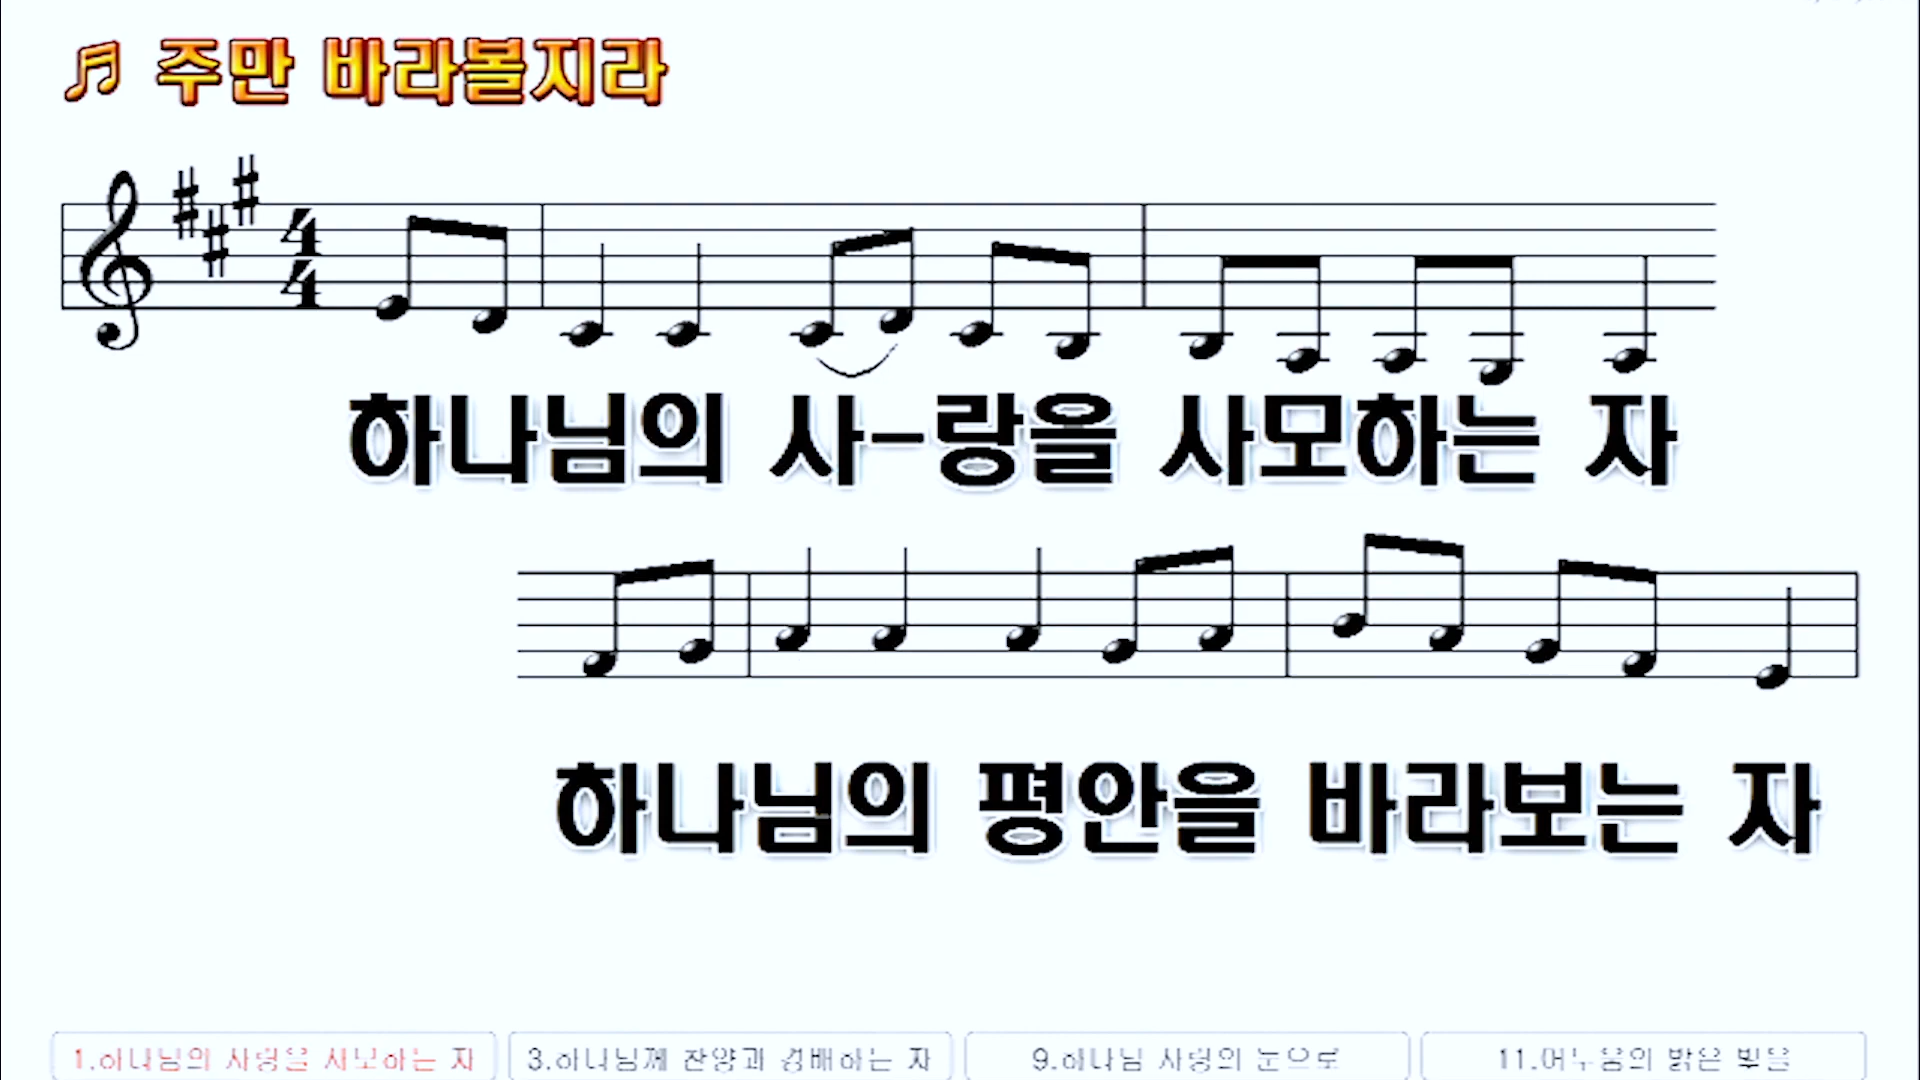 주만 바라볼지라
하나님의 사-랑을 사모하는 자
하나님의 평안을 바라보는 자
1.하나님의 사랑을 사모하는 자
3.하나님께 찬양과 경배하는 자
9.하나님 사랑의 눈으로
11.어두움의 밝은 빛을